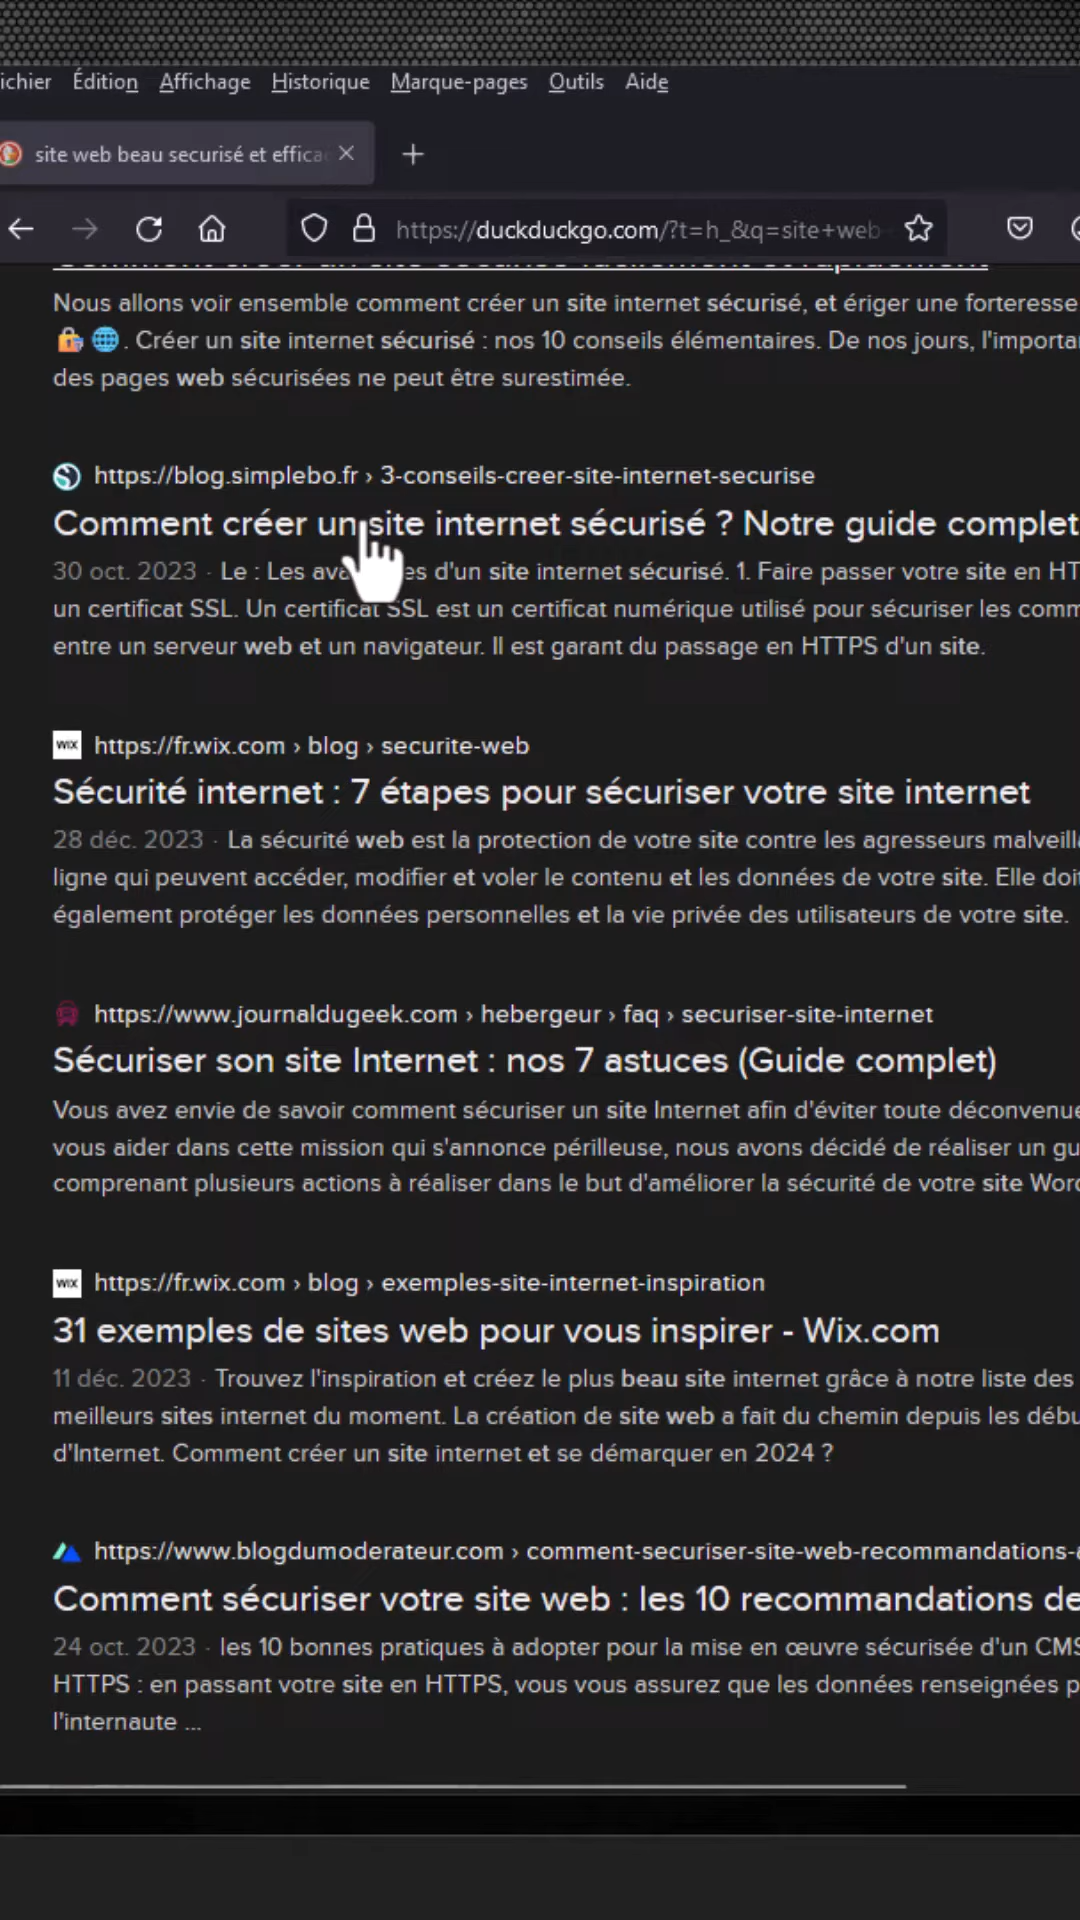 ichier Édition Affichage Historique Marque-pages Outils Aide
site web beau securisé et effica
https://duckduckgo.com/?t=h_&q=site+web
Nous allons voir ensemble comment créer un site internet sécurisé, et ériger une forteresse
. Créer un site internet sécurisé : nos 10 conseils élémentaires. De nos jours, l'importa
des pages web sécurisées ne peut être surestimée.
https://blog.simplebo.fr › 3-conseils-creer-site-internet-securise
Comment créer un site internet sécurisé ? Notre guide complet
30 oct. 2023 · Le : Les ava es d'un site internet sécurisé. 1. Faire passer votre site en HT
un certificat SSL. Un certificat SSL est un certificat numérique utilisé pour sécuriser les comm
entre un serveur web et un navigateur. Il est garant du passage en HTTPS d'un site.
WIX https://fr.wix.com › blog › securite-web
Sécurité internet : 7 étapes pour sécuriser votre site internet
28 déc. 2023 · La sécurité web est la protection de votre site contre les agresseurs malveill
ligne qui peuvent accéder, modifier et voler le contenu et les données de votre site. Elle doi
également protéger les données personnelles et la vie privée des utilisateurs de votre site.
https://www.journaldugeek.com › hebergeur › faq › securiser-site-internet
Sécuriser son site Internet : nos 7 astuces (Guide complet)
Vous avez envie de savoir comment sécuriser un site Internet afin d'éviter toute déconvenue
vous aider dans cette mission qui s'annonce périlleuse, nous avons décidé de réaliser un gu
comprenant plusieurs actions à réaliser dans le but d'améliorer la sécurité de votre site Word
WIX https://fr.wix.com › blog › exemples-site-internet-inspiration
31 exemples de sites web pour vous inspirer - Wix.com
11 déc. 2023 · Trouvez l'inspiration et créez le plus beau site internet grâce à notre liste des
meilleurs sites internet du moment. La création de site web a fait du chemin depuis les débu
d'Internet. Comment créer un site internet et se démarquer en 2024 ?
https://www.blogdumoderateur.com › comment-securiser-site-web-recommandations-a
Comment sécuriser votre site web : les 10 recommandations de
24 oct. 2023 · les 10 bonnes pratiques à adopter pour la mise en œuvre sécurisée d'un CMS
HTTPS : en passant votre site en HTTPS, vous vous assurez que les données renseignées p
l'internaute ...